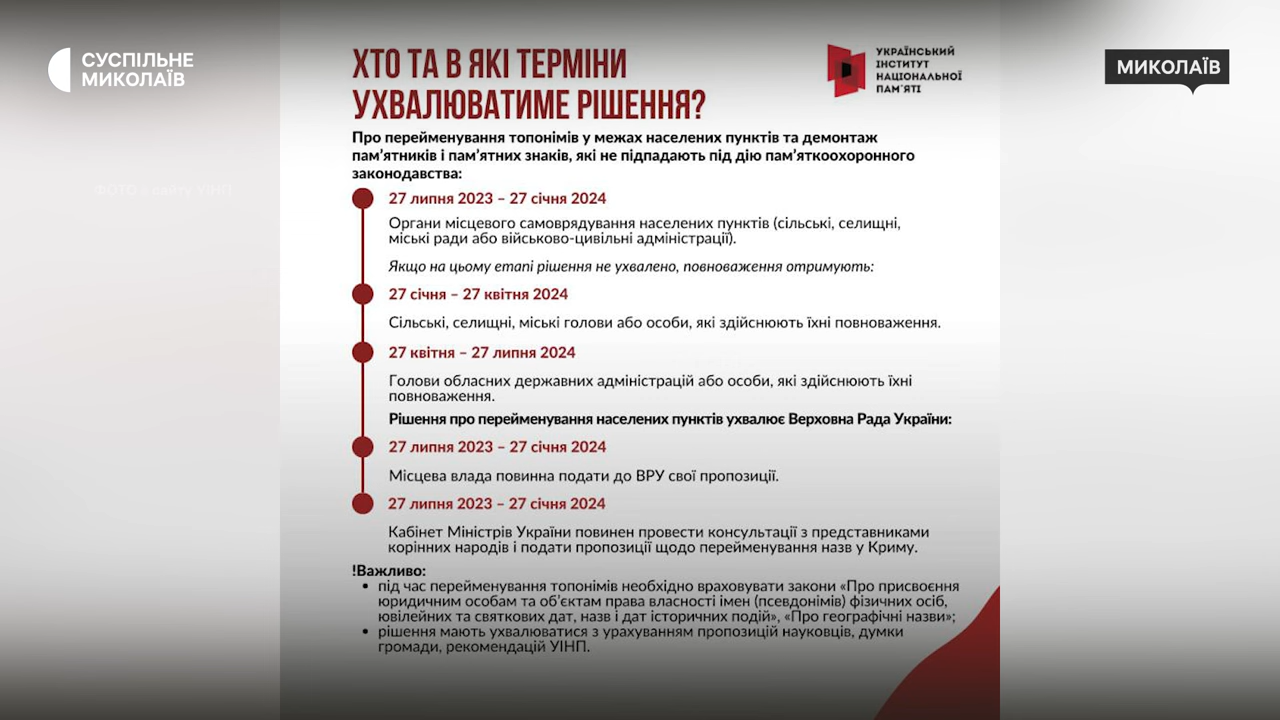 СУСПІЛЬНЕ
МИКОЛАЇВ
МИКОЛАЇВ
ХТО ТА В ЯКІ ТЕРМІНИ
УХВАЛЮВАТИМЕ РІШЕННЯ?
УКРАЇНСЬКИЙ
ІНСТИТУТ
НАЦІОНАЛЬНОЇ
ПАМ'ЯТІ
Про перейменування топонімів у межах населених пунктів та демонтаж
пам'ятників і пам'ятних знаків, які не підпадають під дію пам'яткоохоронного
законодавства:
ФОТО з сайту УІНП
27 липня 2023 – 27 січня 2024
Органи місцевого самоврядування населених пунктів (сільські, селищні,
міські ради або військово-цивільні адміністрації).
Якщо на цьому етапі рішення не ухвалено, повноваження отримують:
27 січня – 27 квітня 2024
Сільські, селищні, міські голови або особи, які здійснюють їхні повноваження.
27 квітня – 27 липня 2024
Голови обласних державних адміністрацій або особи, які здійснюють їхні
повноваження.
Рішення про перейменування населених пунктів ухвалює Верховна Рада України:
27 липня 2023 – 27 січня 2024
Місцева влада повинна подати до ВРУ свої пропозиції.
27 липня 2023 – 27 січня 2024
Кабінет Міністрів України повинен провести консультації з представниками
корінних народів і подати пропозиції щодо перейменування назв у Криму.
!Важливо:
• під час перейменування топонімів необхідно враховувати закони «Про присвоєння
юридичним особам та об'єктам права власності імен (псевдонімів) фізичних осіб,
ювілейних та святкових дат, назв і дат історичних подій», «Про географічні назви»;
• рішення мають ухвалюватися з урахуванням пропозицій науковців, думки
громади, рекомендацій УІНП.